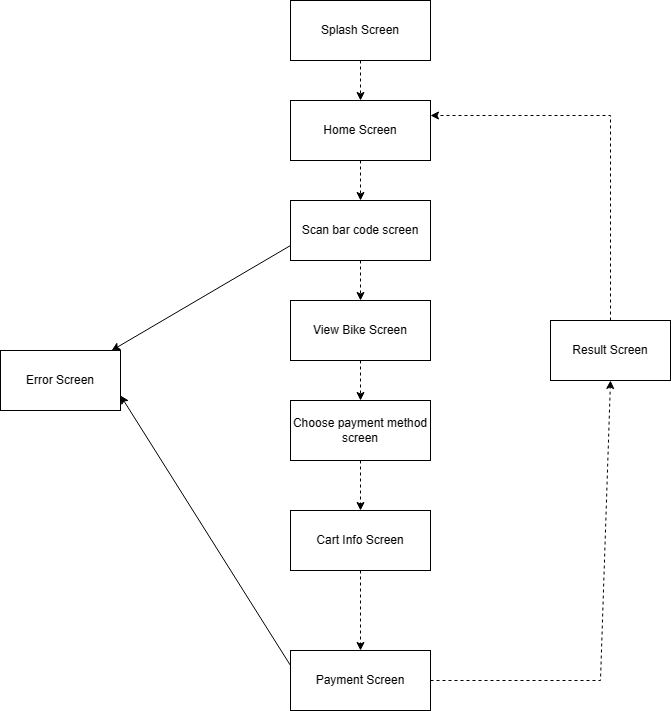 Splash Screen
Home Screen
Scan bar code screen
View Bike Screen
Result Screen
Error Screen
Choose payment method
screen
Cart Info Screen
Payment Screen